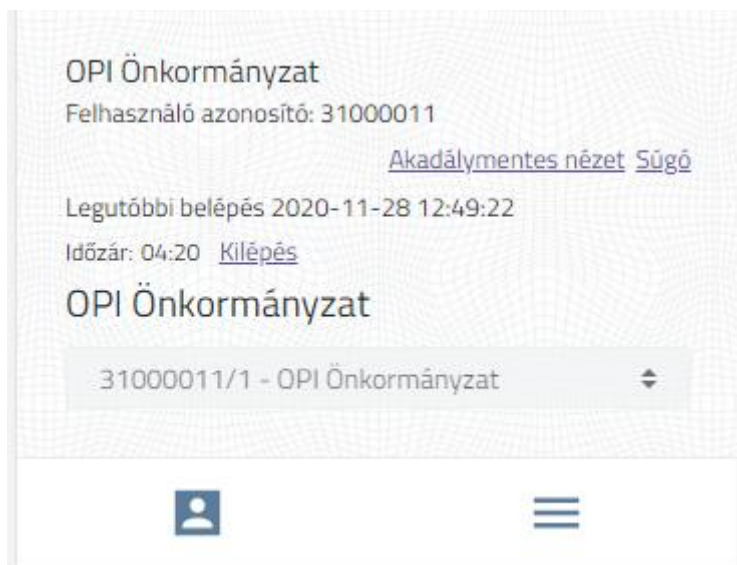 OPI Önkormányzat
Felhasználó azonosító: 31000011
Akadálymentes nézet Súgó
Legutóbbi belépés 2020-11-28 12:49:22
Időzár: 04:20 Kilépés
OPI Önkormányzat
31000011/1 - OPI Önkormányzat